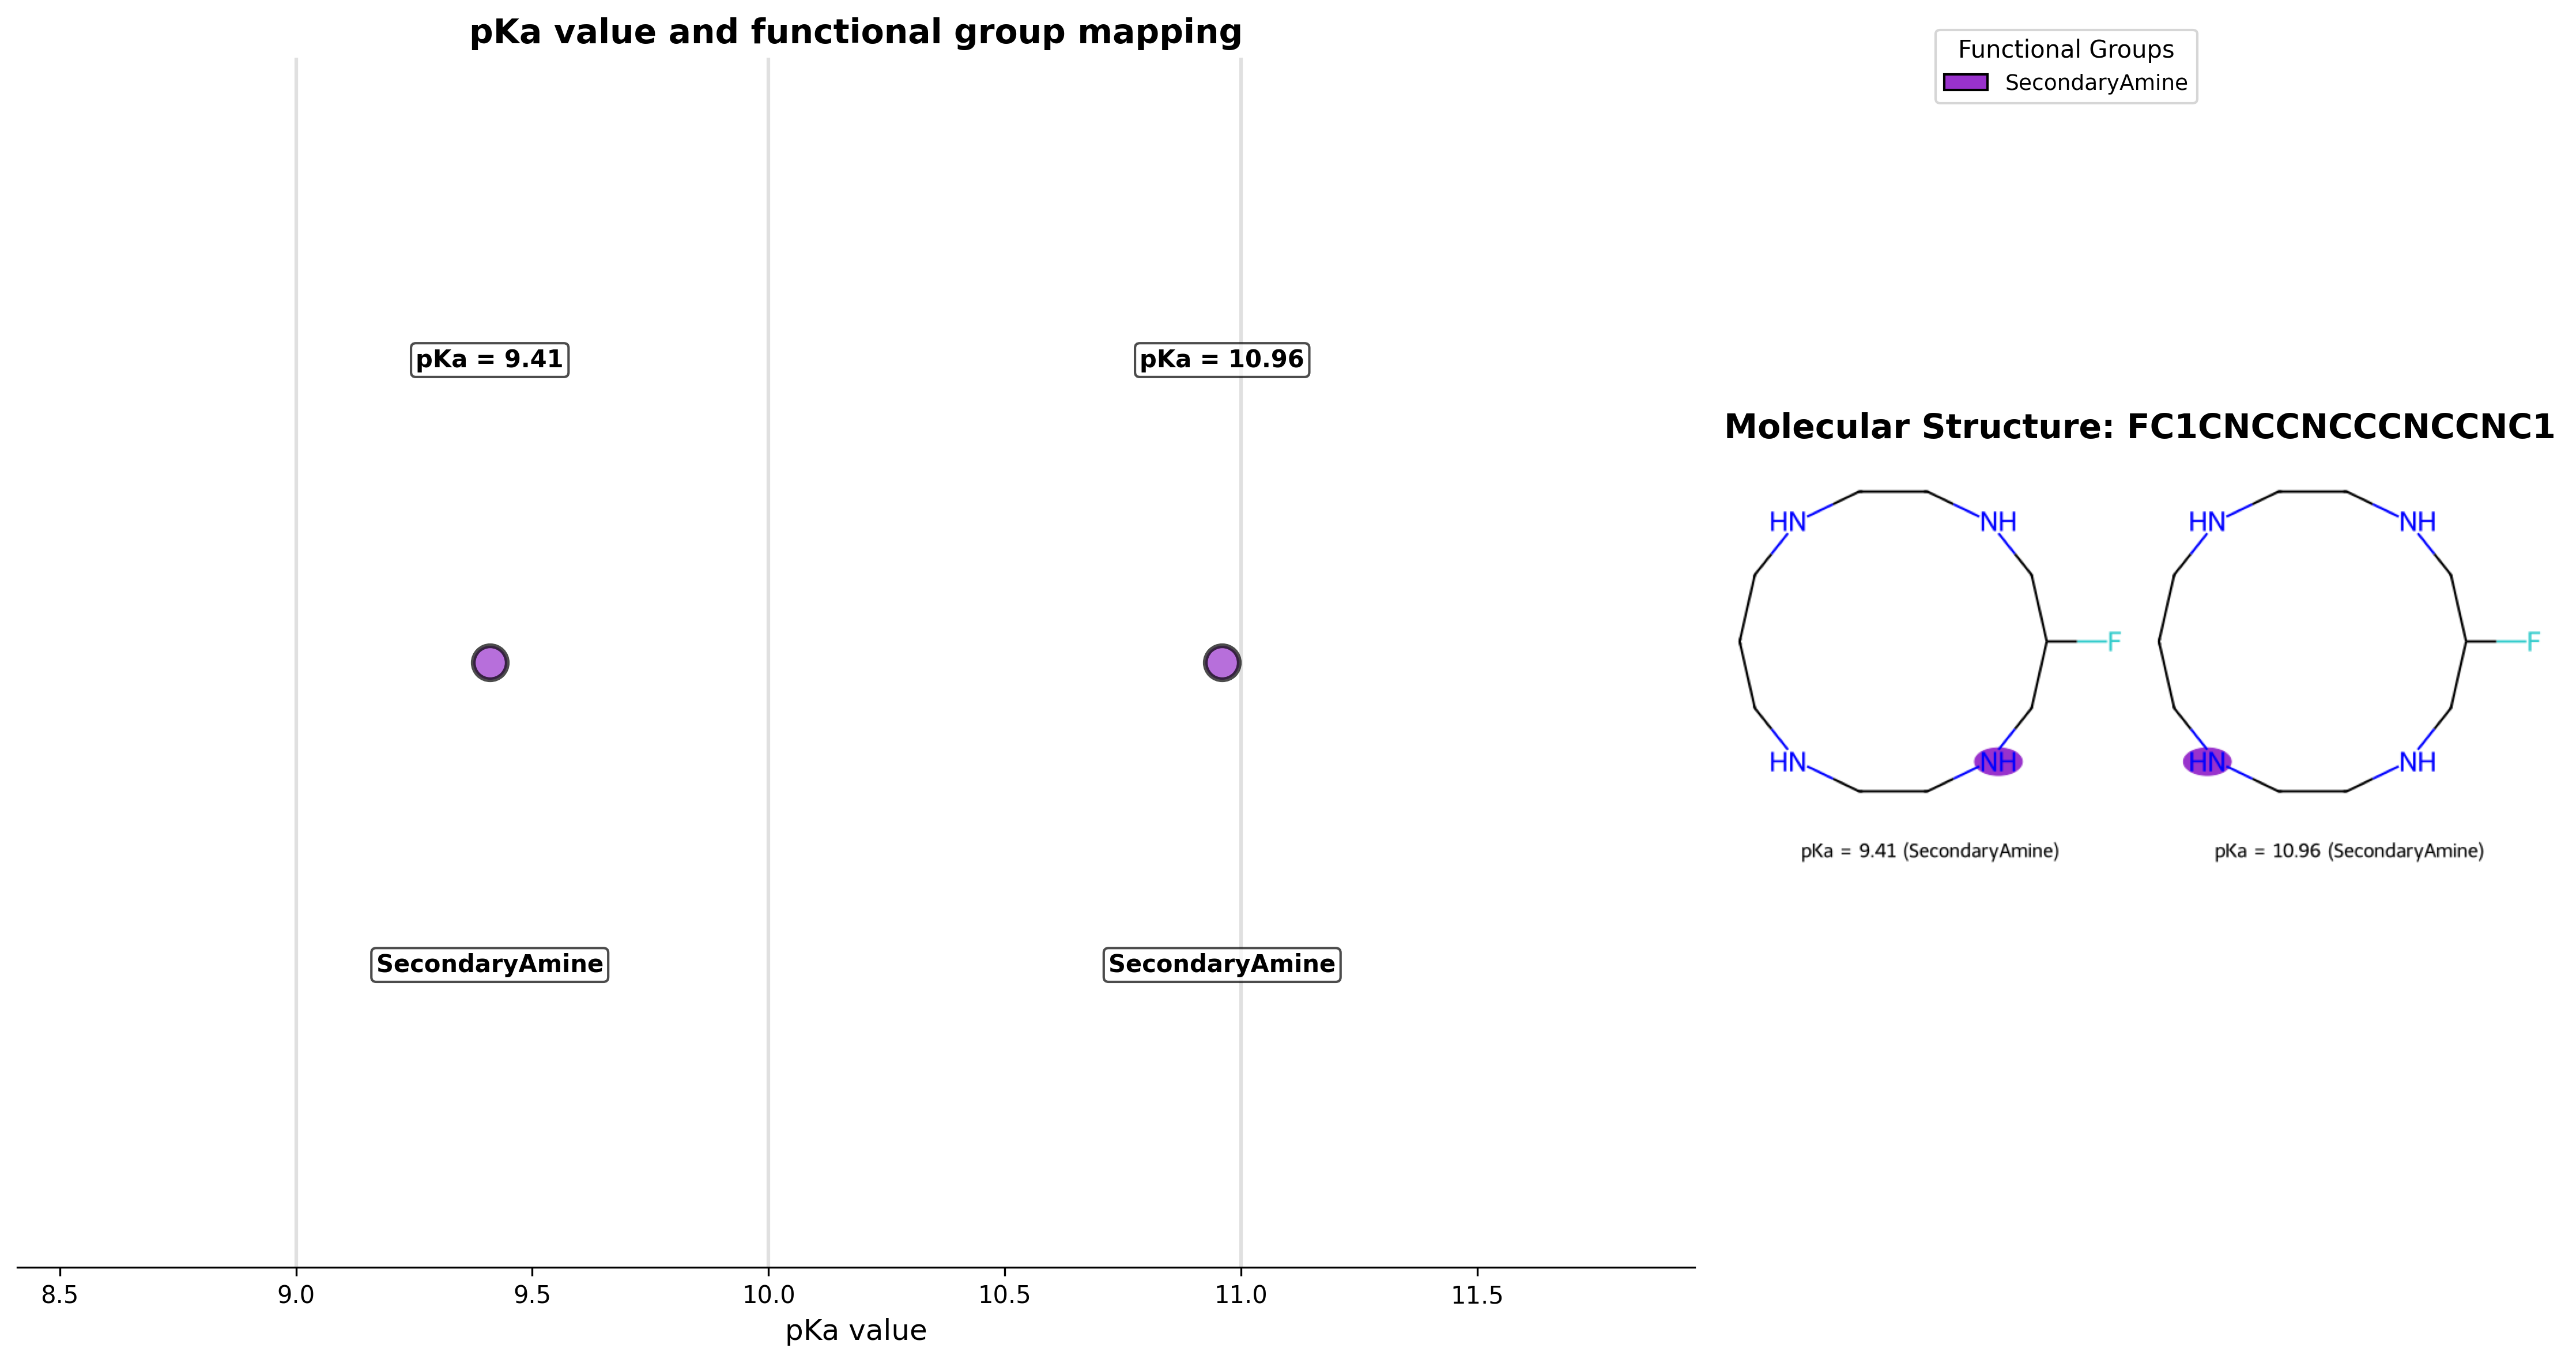 pKa value and functional group mapping
pKa = 9.41
pKa = 10.96
SecondaryAmine
SecondaryAmine
8.5
9.0
9.5
10.0
10.5
11.0
11.5
pKa value
Functional Groups
SecondaryAmine
Molecular Structure: FC1CNCCNCCCNCCNC1
HN
NH
F
HN
NH
pKa = 9.41 (SecondaryAmine)
HN
NH
F
HN
NH
pKa = 10.96 (SecondaryAmine)